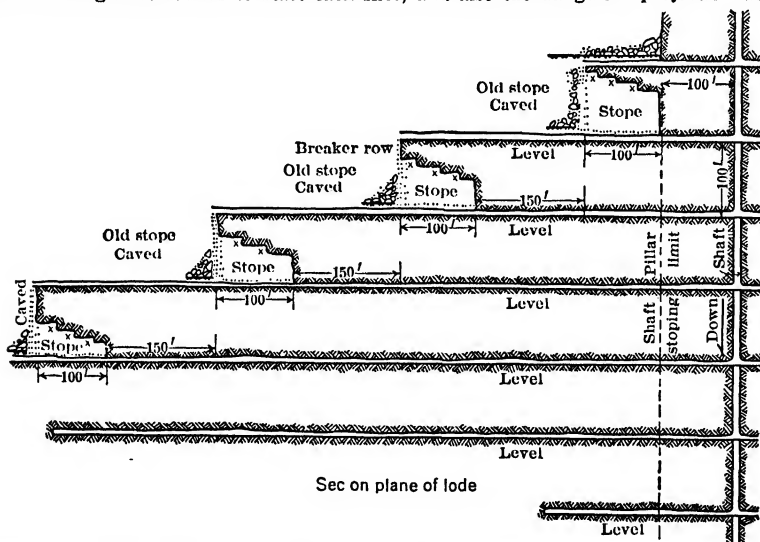 Old stope
Caved
100′
Stope
100′
Level
Breaker row
Old stope
Caved
Stope
100′
150′
100′
Level
Old stope
Caved
Stope
100′
150′
Level
Caved
Stope
100′
150′
Level
Shaft Pillar
stoping limit
Down Shaft
Level
Sec on plane of lode
Level